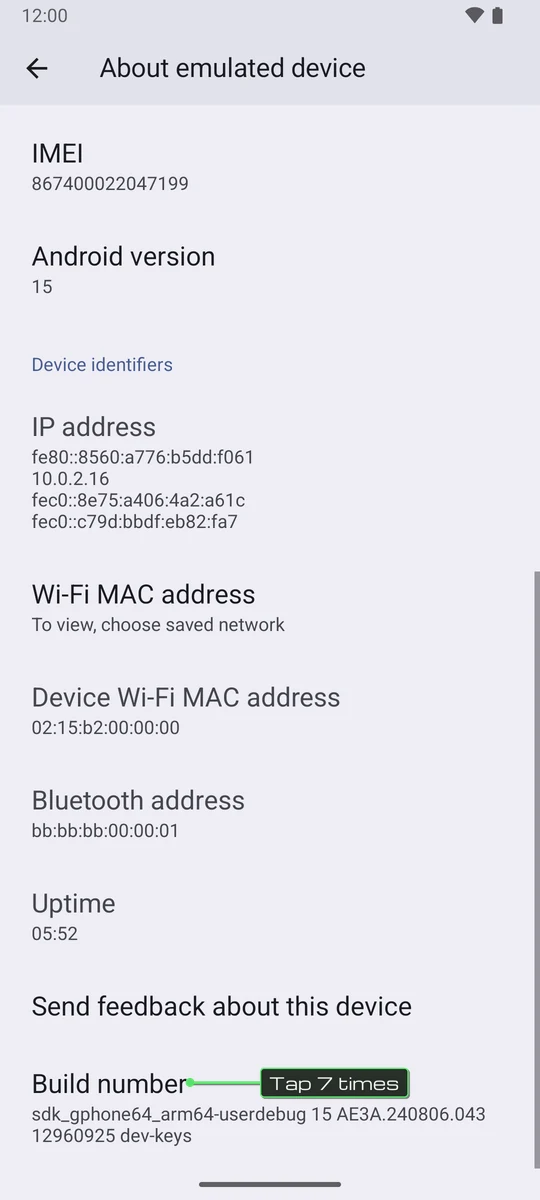 12:00
About emulated device
IMEI
867400022047199
Android version
15
Device identifiers
IP address
fe80::8560:a776:b5dd:f061
10.0.2.16
fec0::8e75:a406:4a2:a61c
fec0::c79d:bbdf:eb82:fa7
Wi-Fi MAC address
To view, choose saved network
Device Wi-Fi MAC address
02:15:b2:00:00:00
Bluetooth address
bb:bb:bb:00:00:01
Uptime
05:52
Send feedback about this device
Build number Tap 7 times
sdk_gphone64_arm64-userdebug 15 AE3A.240806.043
12960925 dev-keys